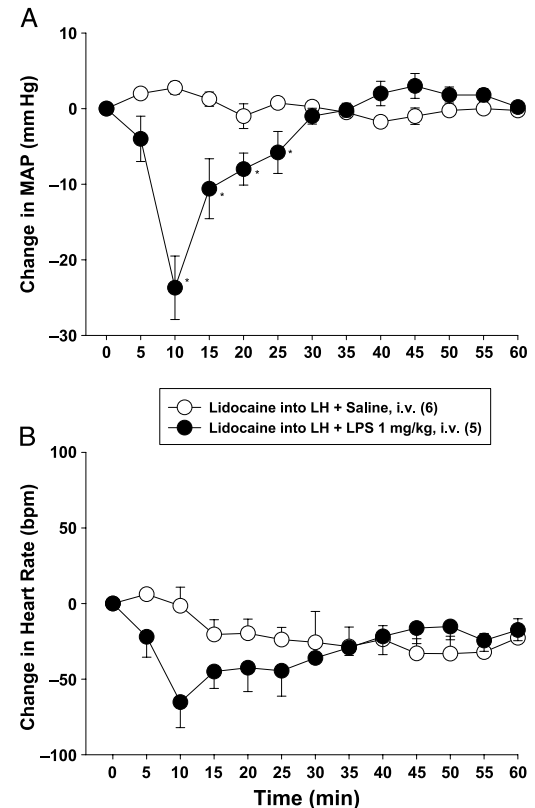 A
10
0
–10
–20
–30
Change in MAP (mm Hg)
*
*
*
*
0 5 10 15 20 25 30 35 40 45 50 55 60
Lidocaine into LH + Saline, i.v. (6)
Lidocaine into LH + LPS 1 mg/kg, i.v. (5)
B
100
50
0
–50
–100
Change in Heart Rate (bpm)
0 5 10 15 20 25 30 35 40 45 50 55 60
Time (min)